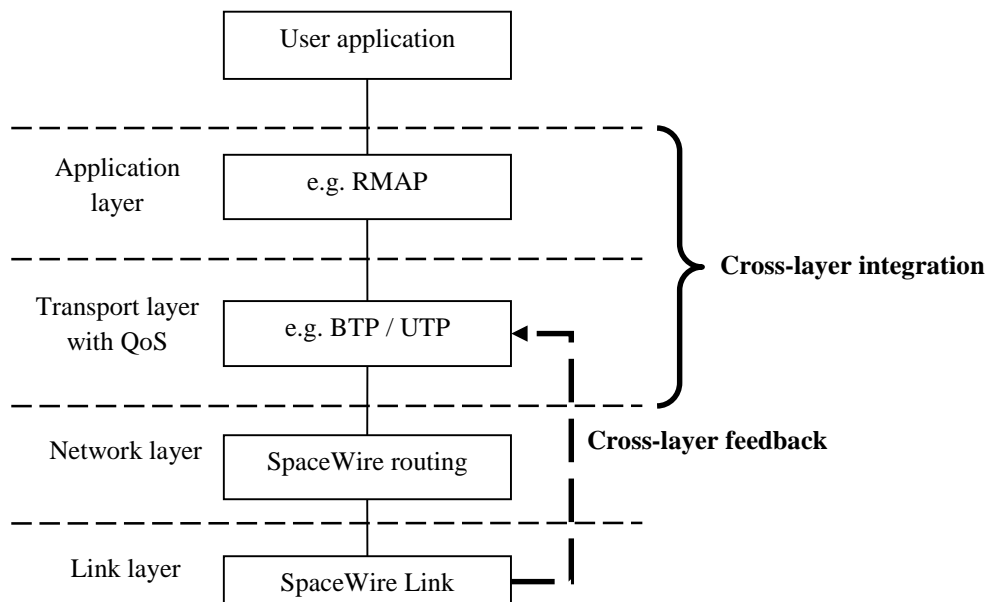 User application
Application
layer
e.g. RMAP
Cross-layer integration
Transport layer
with QoS
e.g. BTP / UTP
Cross-layer feedback
Network layer
SpaceWire routing
Link layer
SpaceWire Link